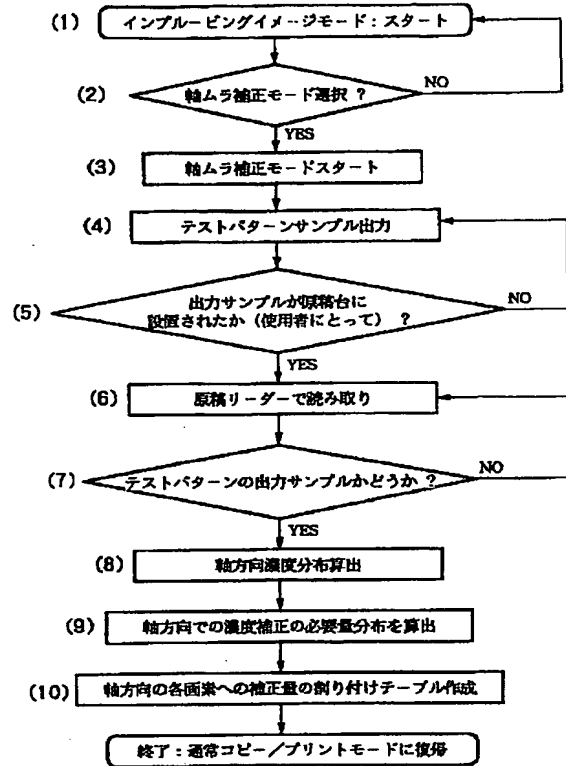 (1) インプルービングイメージモード：スタート
(2) 軸ムラ補正モード選択 ?
NO
YES
(3) 軸ムラ補正モードスタート
(4) テストパターンサンプル出力
(5) 出力サンプルが原稿台に
設置されたか（使用者にとって） ?
NO
YES
(6) 原稿リーダーで読み取り
(7) テストパターンの出力サンプルかどうか ?
NO
YES
(8) 軸方向濃度分布算出
(9) 軸方向での濃度補正の必要量分布を算出
(10) 軸方向の各画素への補正量の割り付けテーブル作成
終了：通常コピー／プリントモードに復帰